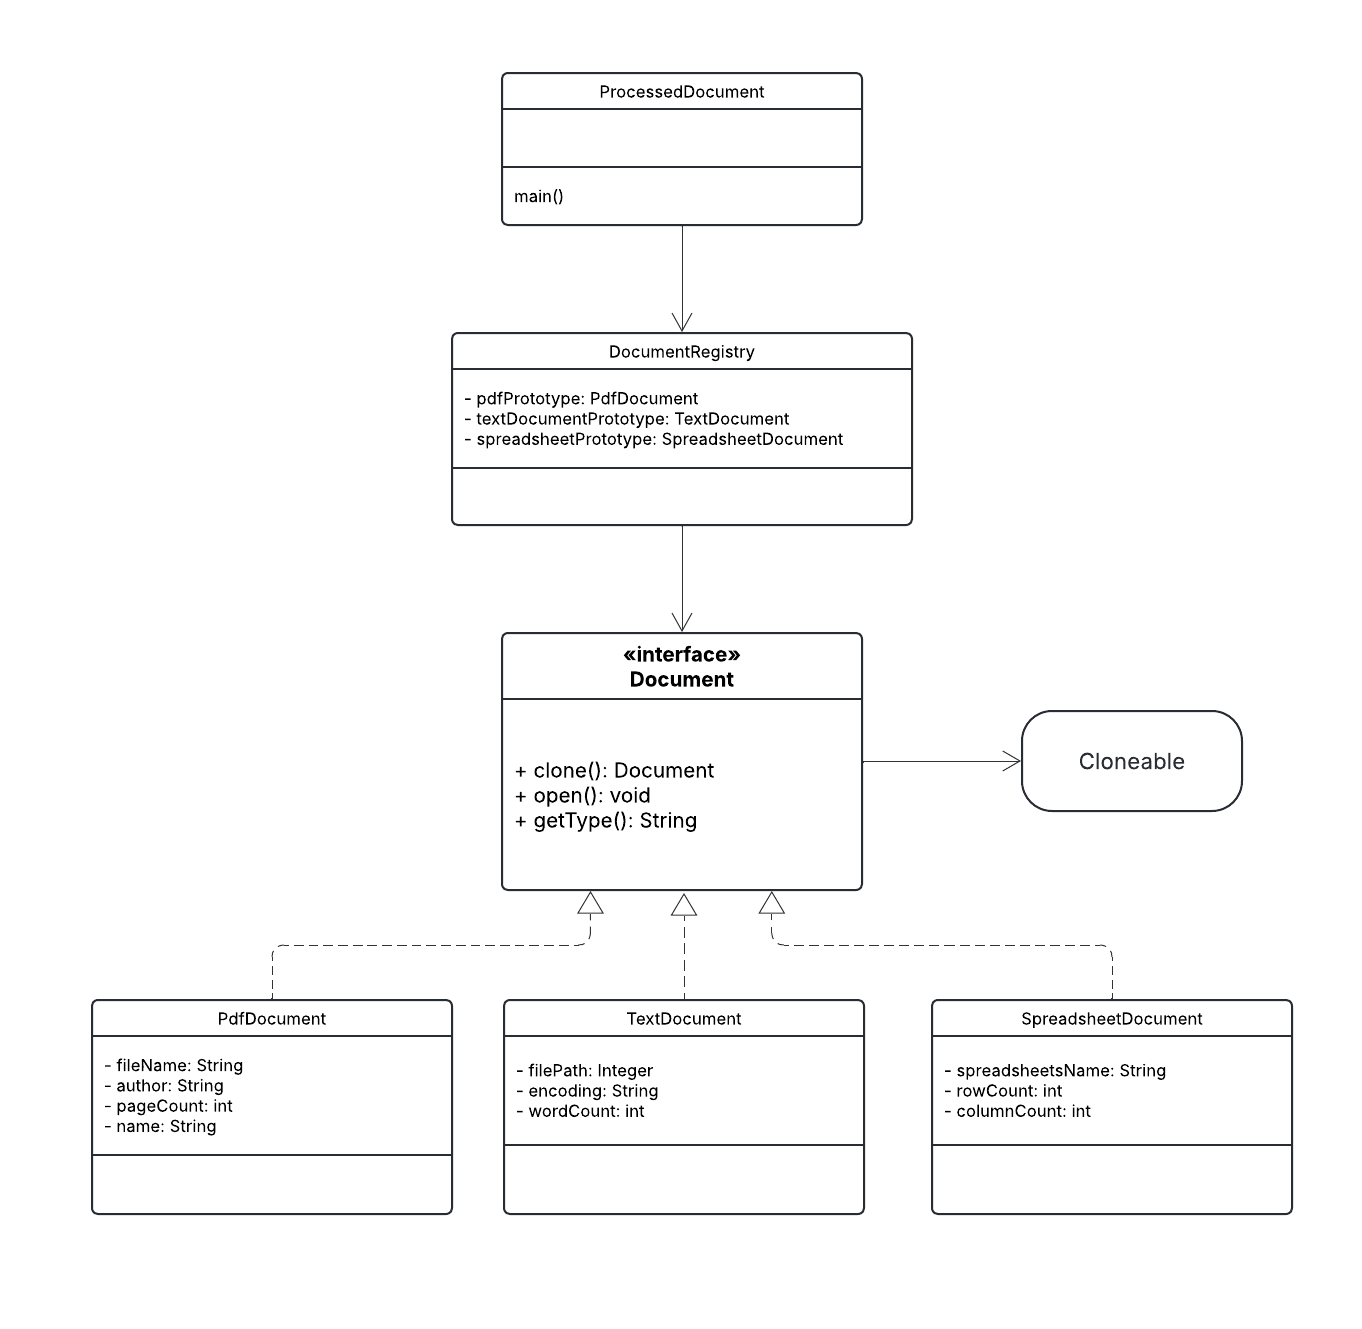 ProcessedDocument
main()
DocumentRegistry
- pdfPrototype: PdfDocument
- textDocumentPrototype: TextDocument
- spreadsheetPrototype: SpreadsheetDocument
«interface»
Document
+ clone(): Document
+ open(): void
+ getType(): String
Cloneable
PdfDocument
- fileName: String
- author: String
- pageCount: int
- name: String
TextDocument
- filePath: Integer
- encoding: String
- wordCount: int
SpreadsheetDocument
- spreadsheetsName: String
- rowCount: int
- columnCount: int